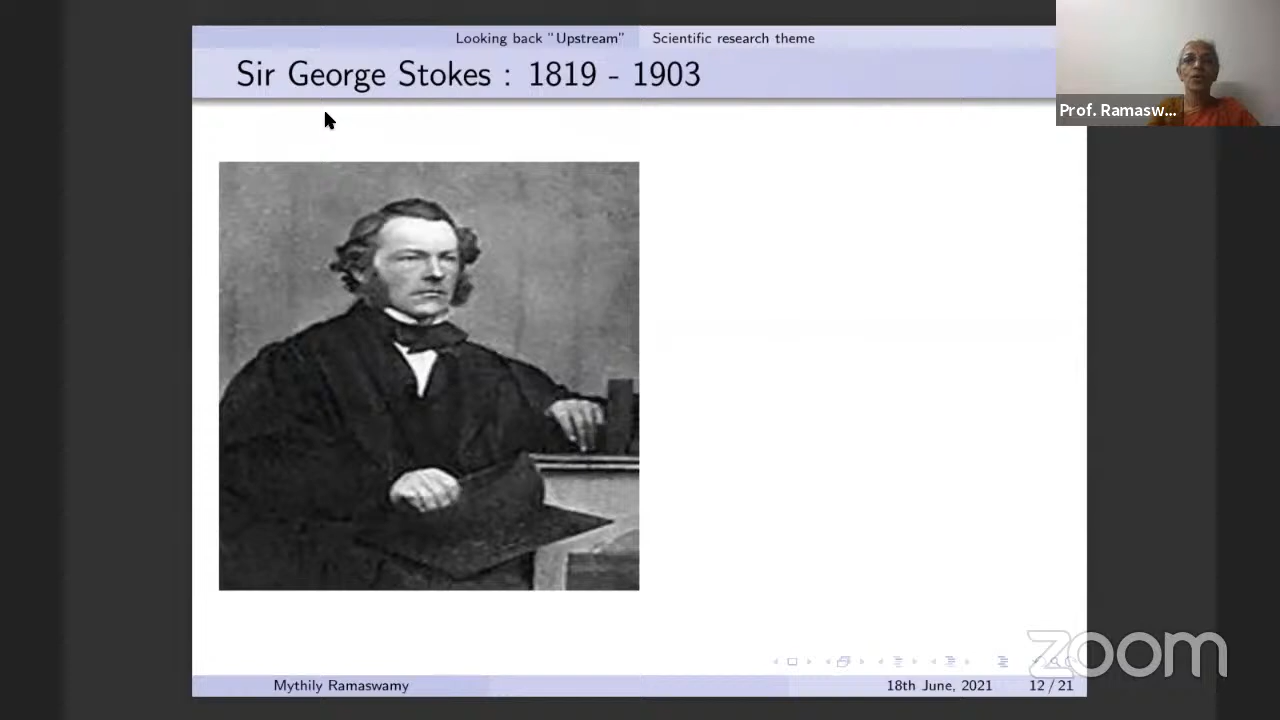 Looking back "Upstream" Scientific research theme
Sir George Stokes : 1819 - 1903
Prof. Ramasw...
zoom
Mythily Ramaswamy 18th June, 2021 12 / 21